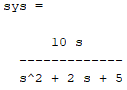 sys =
10 s
-------------
s^2 + 2 s + 5